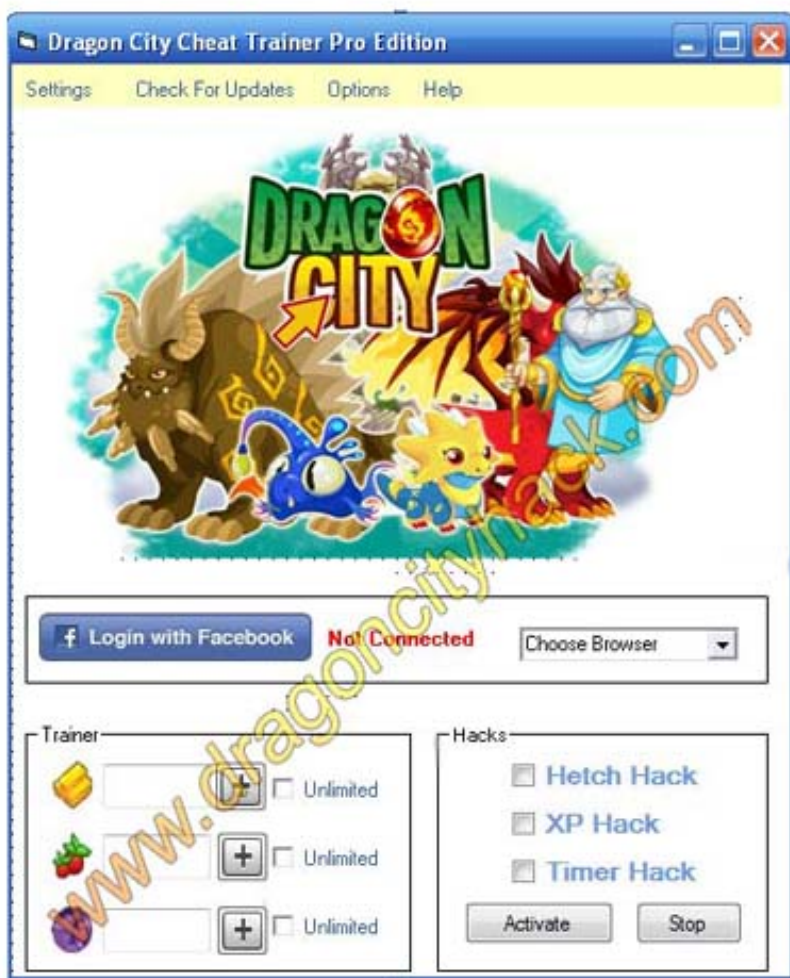 Dragon City Cheat Trainer Pro Edition
Settings Check For Updates Options Help
DRAGON
CITY
f Login with Facebook Not Connected Choose Browser
Trainer
+ Unlimited
+ Unlimited
+ Unlimited
Hacks
Hetch Hack
XP Hack
Timer Hack
Activate Stop
www.dragoncityhack.com